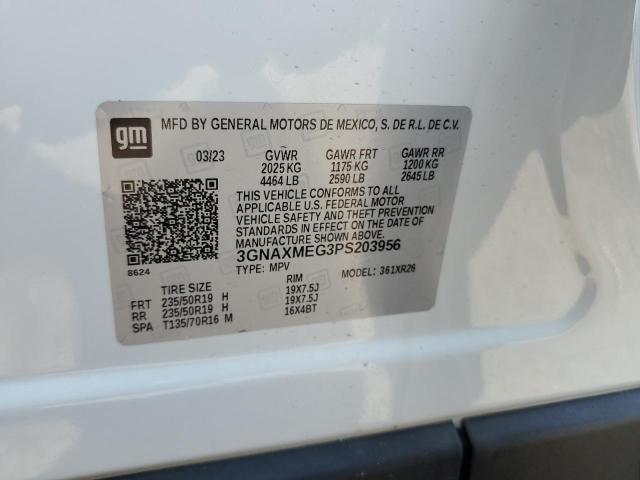 gm
MFD BY GENERAL MOTORS DE MEXICO, S. DE R.L. DE C.V.
03/23 GVWR GAWR FRT GAWR RR
2025 KG 1175 KG 1200 KG
4464 LB 2590 LB 2645 LB
THIS VEHICLE CONFORMS TO ALL
APPLICABLE U.S. FEDERAL MOTOR
VEHICLE SAFETY AND THEFT PREVENTION
STANDARDS IN EFFECT ON THE DATE OF
MANUFACTURE SHOWN ABOVE.
3GNAXMEG3PS203956
8624
TYPE: MPV MODEL: 361XR26
TIRE SIZE RIM
FRT 235/50R19 H 19X7.5J
RR 235/50R19 H 19X7.5J
SPA T135/70R16 M 16X4BT